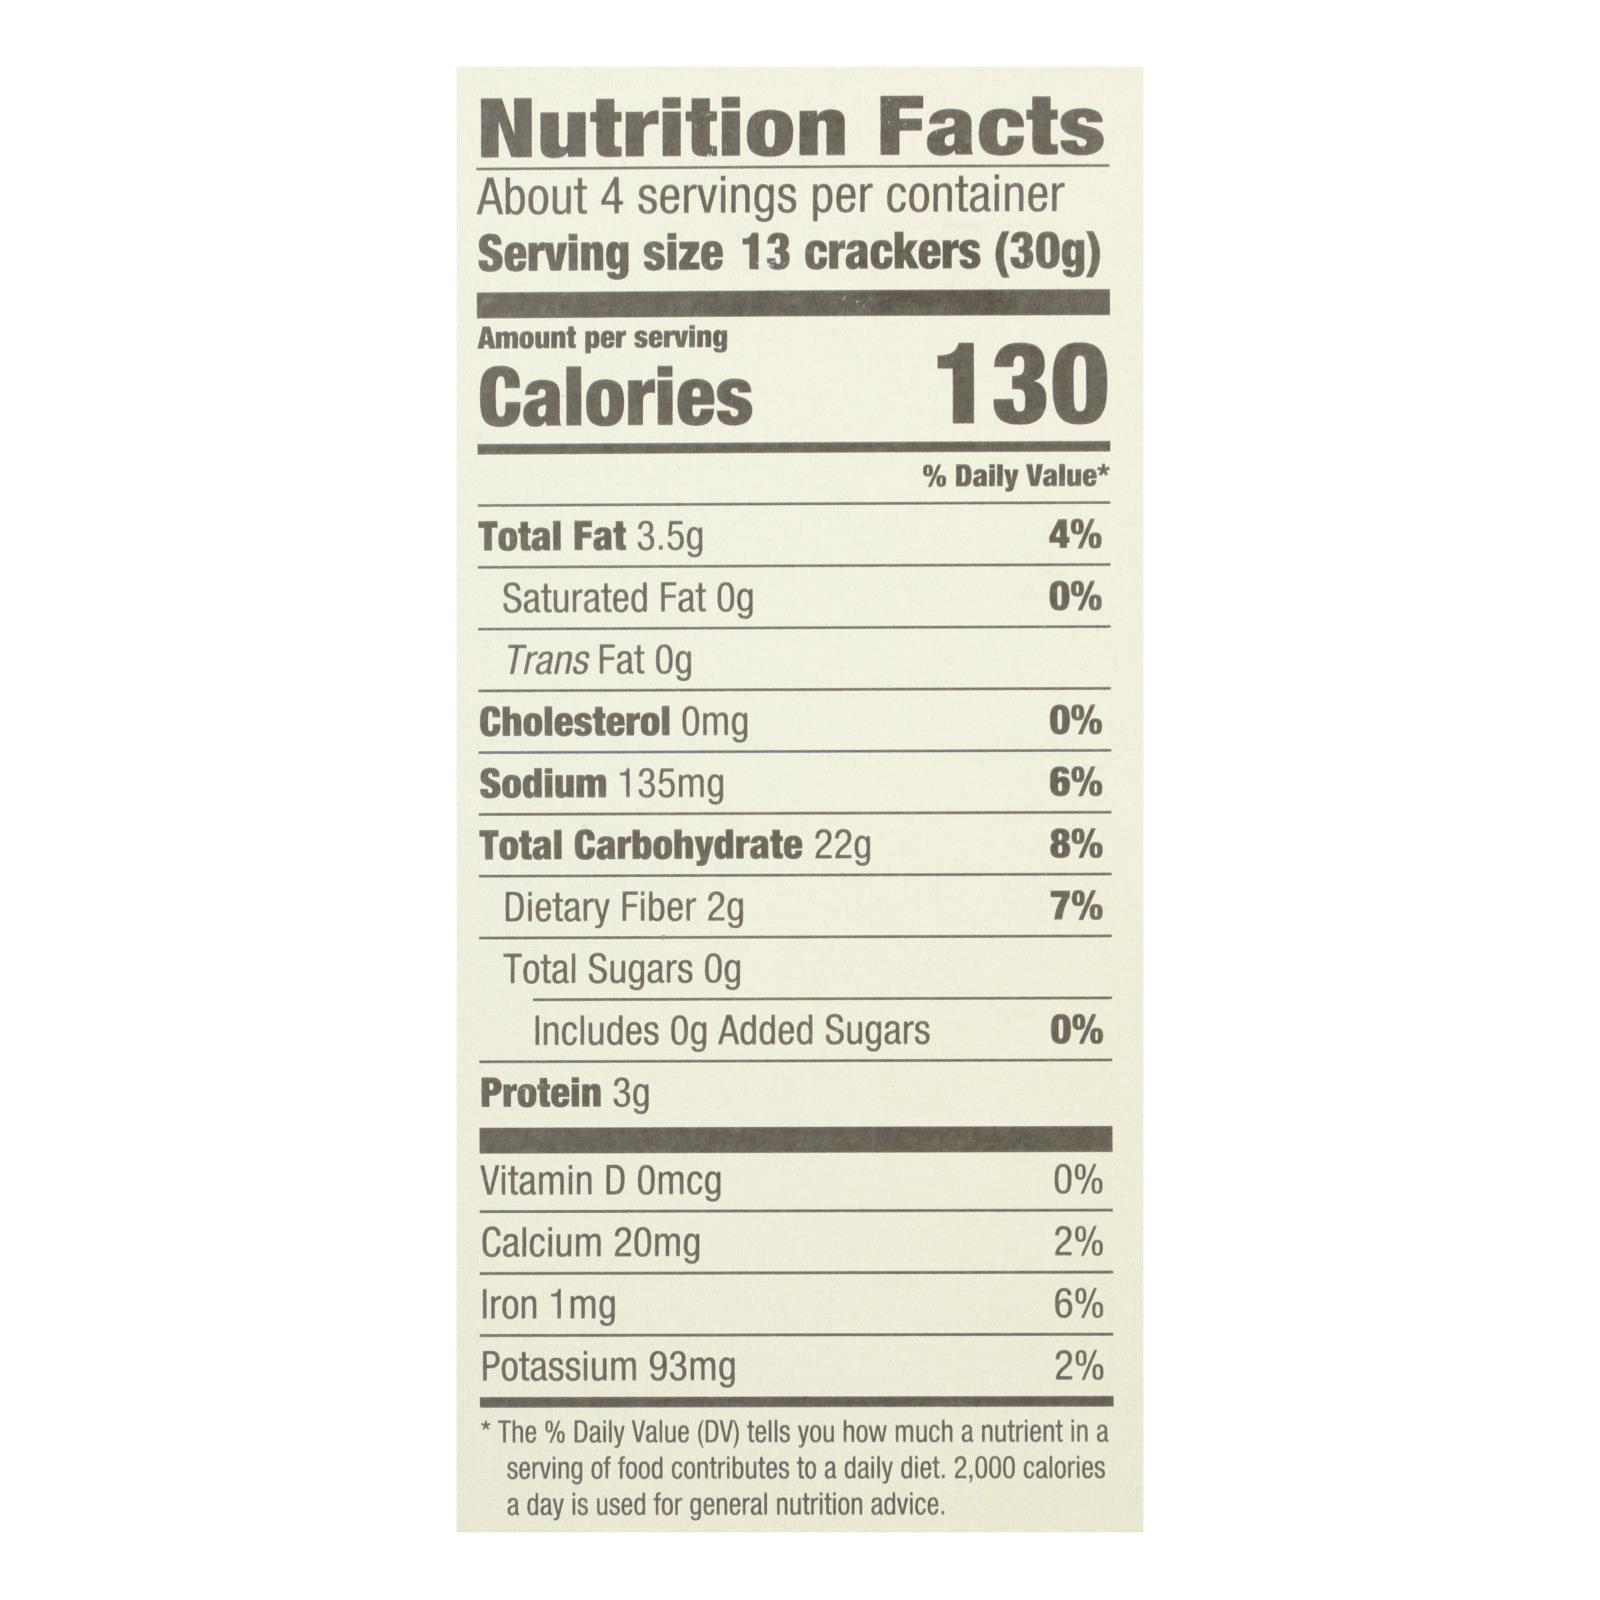 Nutrition Facts
About 4 servings per container
Serving size 13 crackers (30g)
Amount per serving
Calories 130
% Daily Value*
Total Fat 3.5g 4%
Saturated Fat 0g 0%
Trans Fat 0g
Cholesterol 0mg 0%
Sodium 135mg 6%
Total Carbohydrate 22g 8%
Dietary Fiber 2g 7%
Total Sugars 0g
Includes 0g Added Sugars 0%
Protein 3g
Vitamin D 0mcg 0%
Calcium 20mg 2%
Iron 1mg 6%
Potassium 93mg 2%
* The % Daily Value (DV) tells you how much a nutrient in a
serving of food contributes to a daily diet. 2,000 calories
a day is used for general nutrition advice.